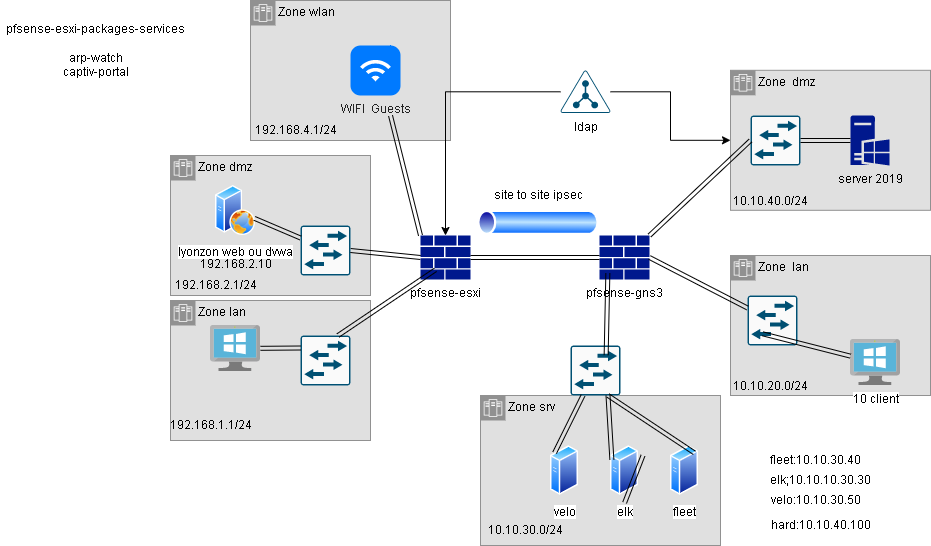 pfsense-esxi-packages-services
arp-watch
captiv-portal
Zone wlan
WIFI Guests
192.168.4.1/24
ldap
Zone dmz
server 2019
10.10.40.0/24
Zone dmz
lyonzon web ou dvwa
192.168.2.10
192.168.2.1/24
site to site ipsec
pfsense-esxi
pfsense-gns3
Zone lan
10.10.20.0/24
10 client
Zone lan
192.168.1.1/24
Zone srv
velo
elk
fleet
10.10.30.0/24
fleet:10.10.30.40
elk;10.10.10.30.30
velo:10.10.30.50
hard:10.10.40.100